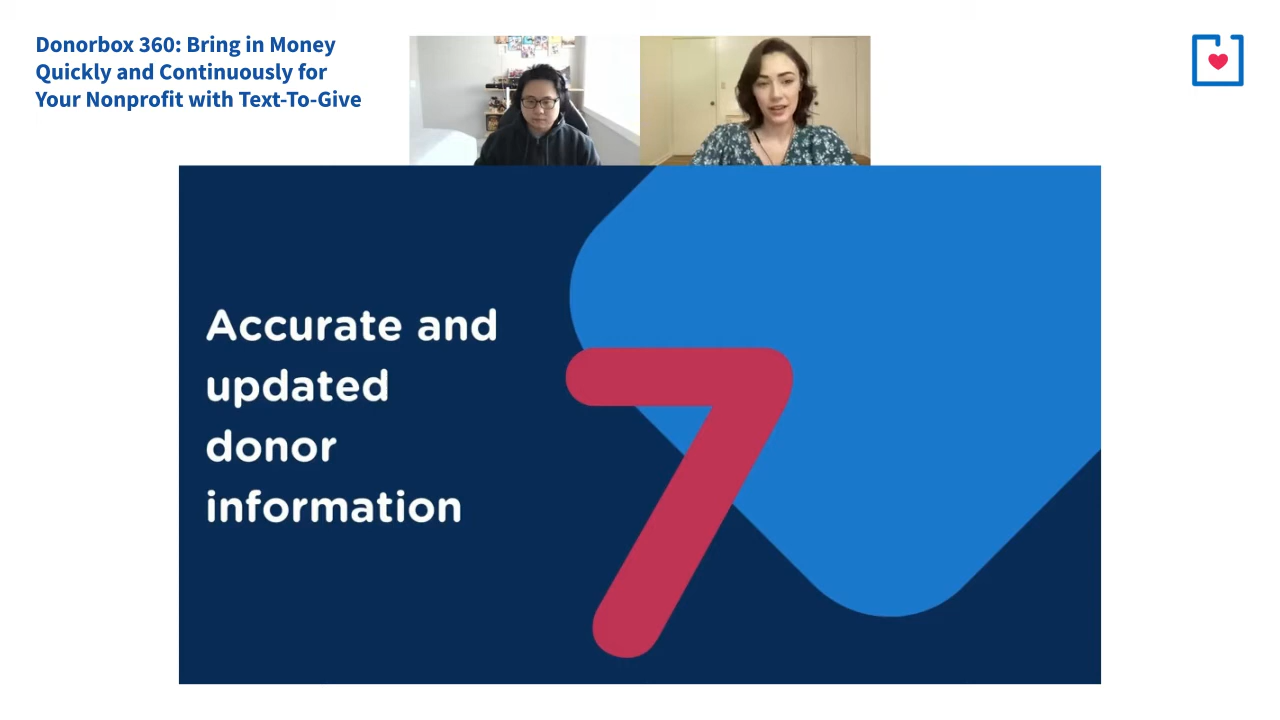 Donorbox 360: Bring in Money
Quickly and Continuously for
Your Nonprofit with Text-To-Give
Accurate and
updated
donor
information
7